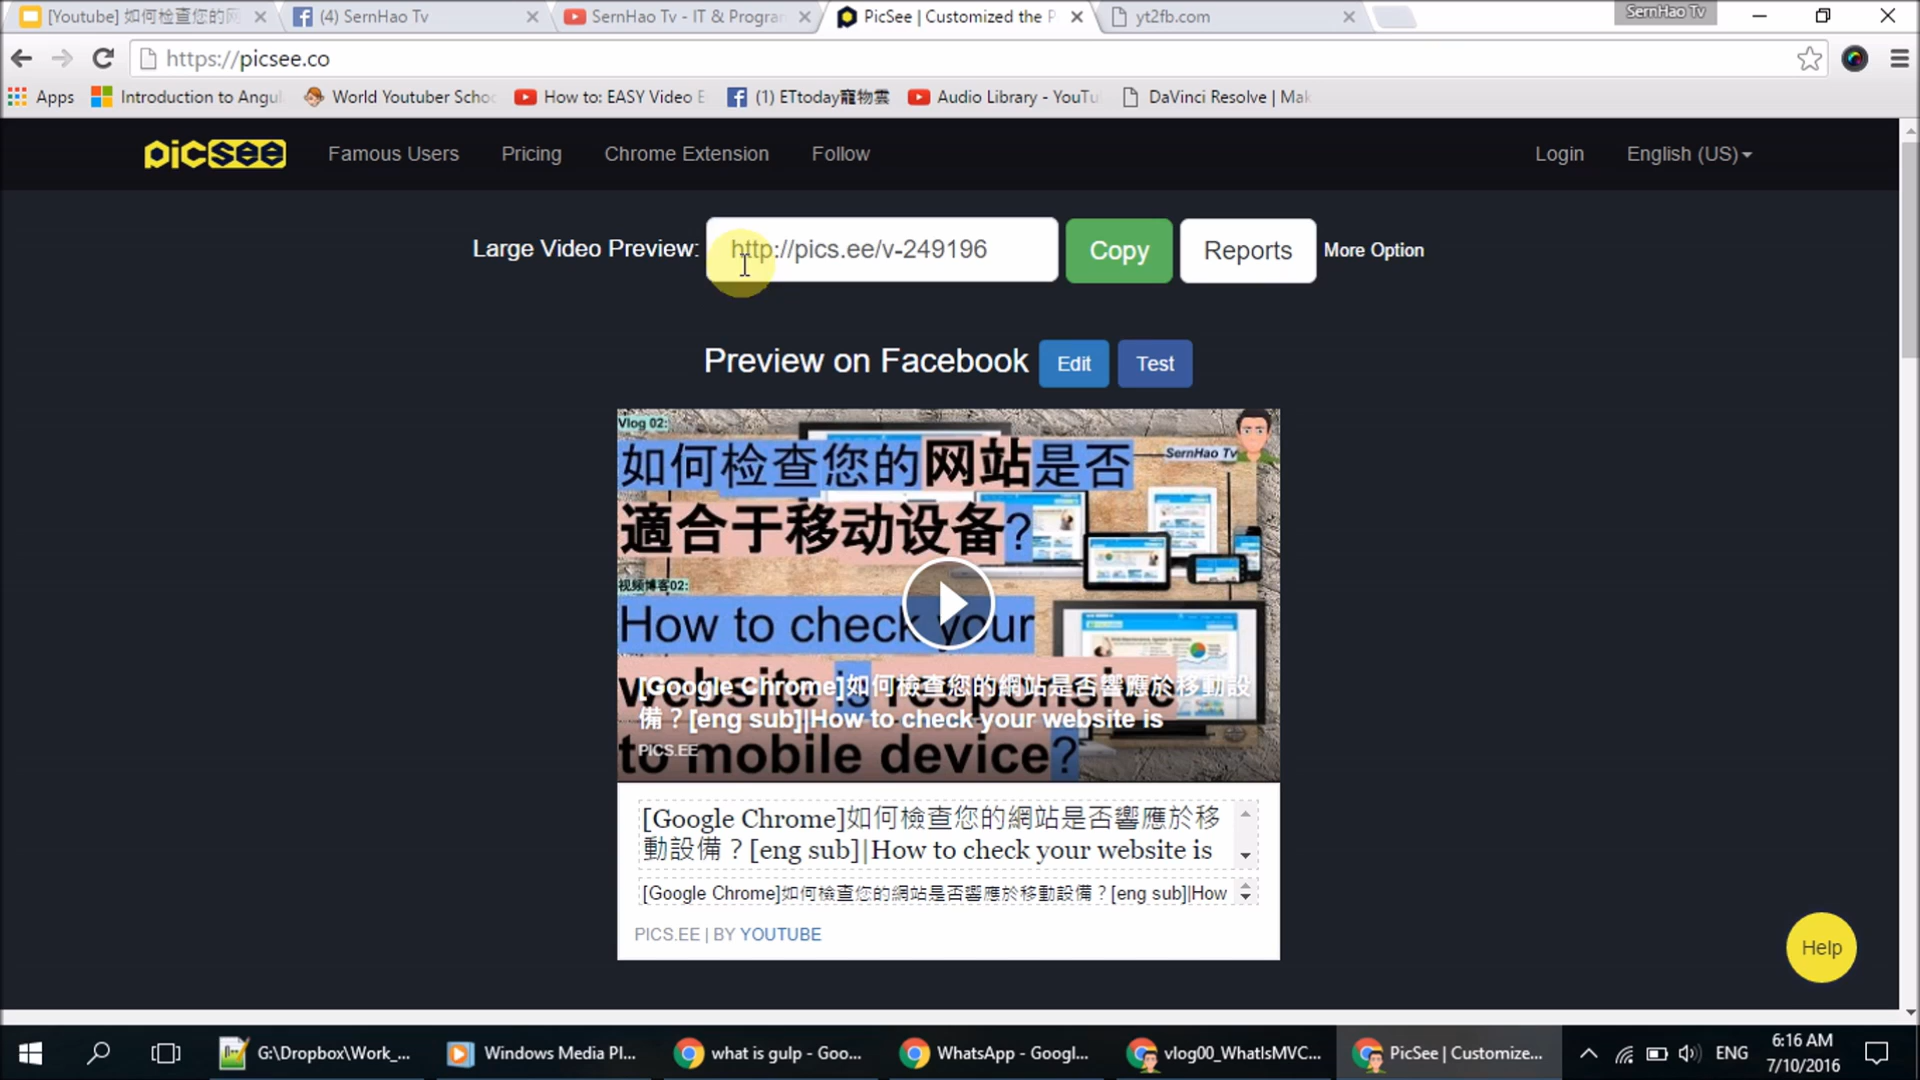 [Youtube] 如何检查您的网
(4) SernHao Tv
SernHao Tv - IT & Program
PicSee | Customized the P
yt2fb.com
SernHao Tv
https://picsee.co
Apps
Introduction to Angul
World Youtuber Schoo
How to: EASY Video E
(1) ETtoday寵物雲
Audio Library - YouTu
DaVinci Resolve | Mak
picsee
Famous Users
Pricing
Chrome Extension
Follow
Login
English (US)
Large Video Preview:
http://pics.ee/v-249196
Copy
Reports
More Option
Preview on Facebook
Edit
Test
Vlog 02:
如何检查您的网站是否
SernHao Tv
適合于移动设备?
视频博客02:
How to check your
website is responsive
[Google Chrome]如何檢查您的網站是否響應於移動設
備？[eng sub]|How to check your website is
PICS.EE
to mobile device?
[Google Chrome]如何檢查您的網站是否響應於移
動設備？[eng sub]|How to check your website is
[Google Chrome]如何檢查您的網站是否響應於移動設備？[eng sub]|How
PICS.EE | BY YOUTUBE
Help
G:\Dropbox\Work_...
Windows Media Pl...
what is gulp - Goo...
WhatsApp - Googl...
vlog00_WhatIsMVC...
PicSee | Customize...
ENG
6:16 AM
7/10/2016